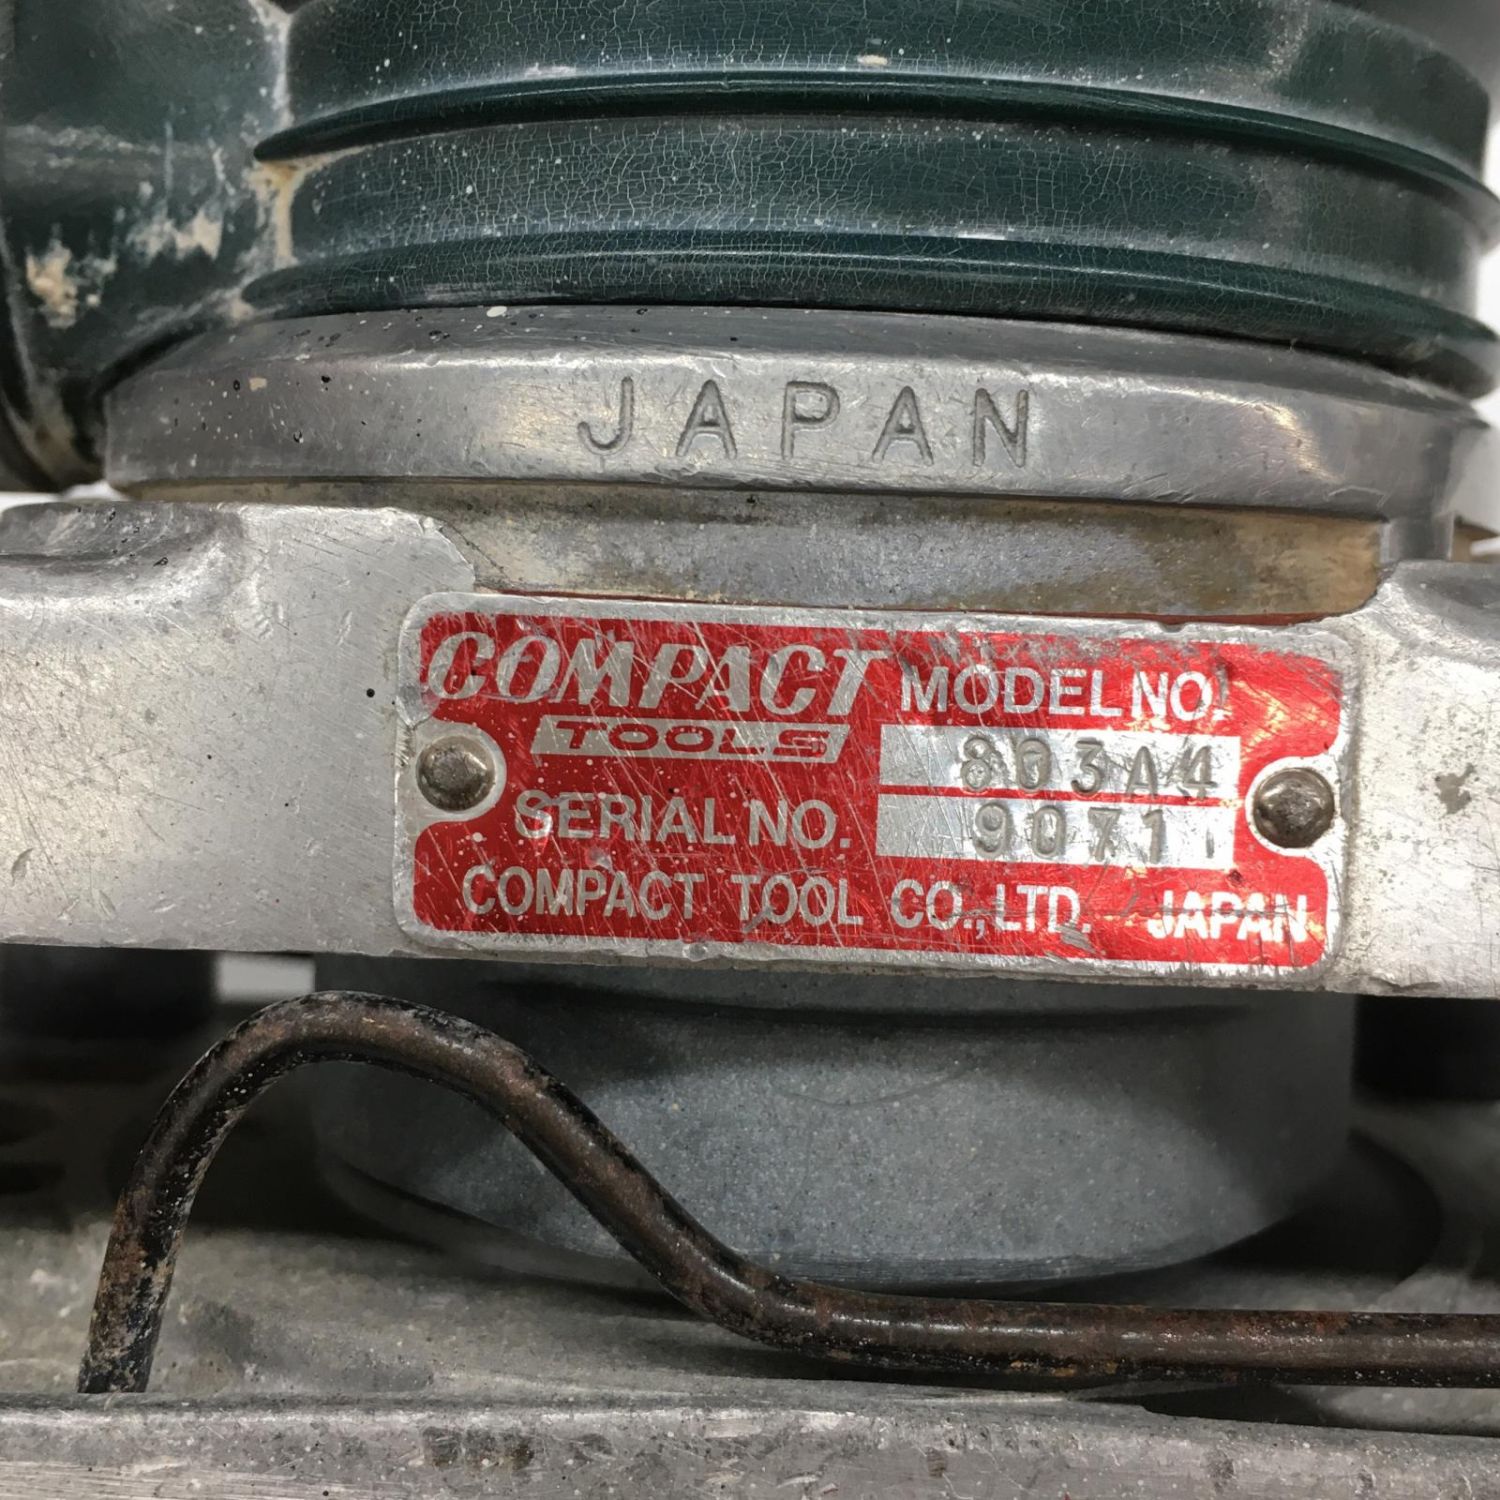 JAPAN
COMPACT MODEL NO.
TOOLS 803A4
SERIAL NO. 90711
COMPACT TOOL CO.,LTD. JAPAN